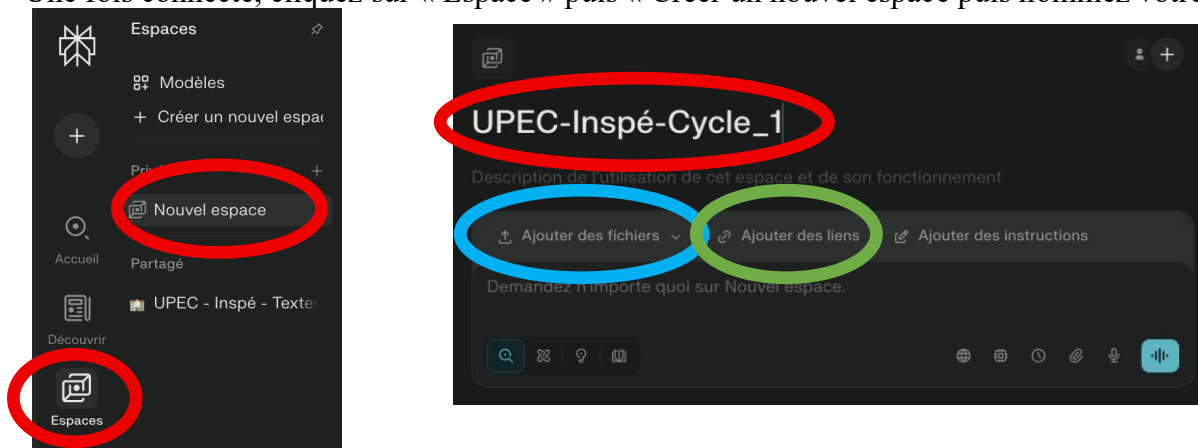 Une fois connecté, cliquez sur « Espace » puis « Créer un nouvel espace puis nommez votre
Espaces
Modèles
+ Créer un nouvel espac
+
Nouvel espace
Accueil
Partagé
UPEC - Inspé - Textes
Découvrir
Espaces
UPEC-Inspé-Cycle_1
Description de l'utilisation de cet espace et de son fonctionnement
Ajouter des fichiers
Ajouter des liens
Ajouter des instructions
Demandez n'importe quoi sur Nouvel espace.